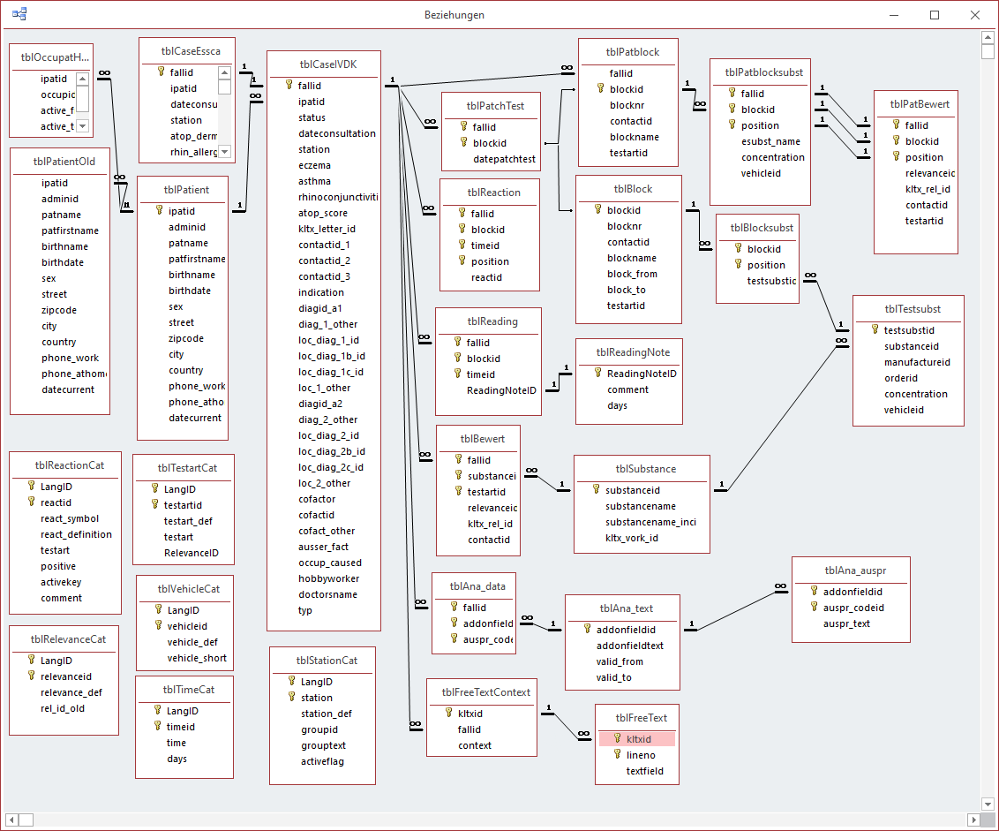 Beziehungen
tblOccupatH...
ipatid
occupic
active_f
active_t
tblCaseEssca
fallid
ipatid
dateconsu
station
atop_derm
rhin_allerg
tblPatientOld
ipatid
adminid
patname
patfirstname
birthname
birthdate
sex
street
zipcode
city
country
phone_work
phone_athom
datecurrent
tblPatient
ipatid
adminid
patname
patfirstname
birthname
birthdate
sex
street
zipcode
city
country
phone_work
phone_atho
datecurrent
tblCaseIVDK
fallid
ipatid
status
dateconsultation
station
eczema
asthma
rhinoconjunctiviti
atop_score
kltx_letter_id
contactid_1
contactid_2
contactid_3
indication
diagid_a1
diag_1_other
loc_diag_1_id
loc_diag_1b_id
loc_diag_1c_id
loc_1_other
diagid_a2
diag_2_other
loc_diag_2_id
loc_diag_2b_id
loc_diag_2c_id
loc_2_other
cofactor
cofactid
cofact_other
ausser_fact
occup_caused
hobbyworker
doctorsname
typ
tblPatchTest
fallid
blockid
datepatchtest
tblReaction
fallid
blockid
timeid
position
reactid
tblReading
fallid
blockid
timeid
ReadingNoteID
tblBewert
fallid
substancei
testartid
relevanceic
kltx_rel_id
contactid
tblAna_data
fallid
addonfield
auspr_code
tblFreeTextContext
kltxid
fallid
context
tblPatblock
fallid
blockid
blocknr
contactid
blockname
testartid
tblBlock
blockid
blocknr
contactid
blockname
block_from
block_to
testartid
tblReadingNote
ReadingNoteID
comment
days
tblSubstance
substanceid
substancename
substancename_inci
kltx_vork_id
tblAna_text
addonfieldid
addonfieldtext
valid_from
valid_to
tblFreeText
kltxid
lineno
textfield
tblPatblocksubst
fallid
blockid
position
esubst_name
concentration
vehicleid
tblBlocksubst
blockid
position
testsubstic
tblPatBewert
fallid
blockid
position
relevanceic
kltx_rel_id
contactid
testartid
tblTestsubst
testsubstid
substanceid
manufactureid
orderid
concentration
vehicleid
tblAna_auspr
addonfieldid
auspr_codeid
auspr_text
tblReactionCat
LangID
reactid
react_symbol
react_definition
testart
positive
activekey
comment
tblTestartCat
LangID
testartid
testart_def
testart
RelevanceID
tblVehicleCat
LangID
vehicleid
vehicle_def
vehicle_short
tblRelevanceCat
LangID
relevanceid
relevance_def
rel_id_old
tblTimeCat
LangID
timeid
time
days
tblStationCat
LangID
station
station_def
groupid
grouptext
activeflag